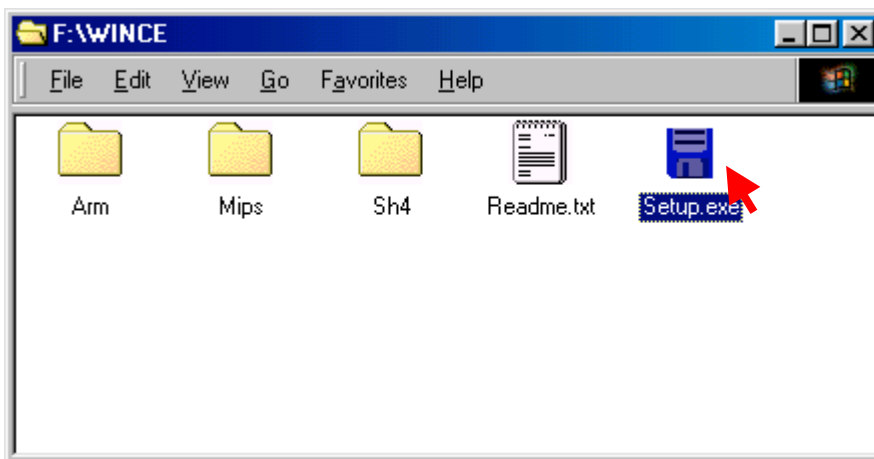 F:\WINCE
File Edit View Go Favorites Help
Arm Mips Sh4 Readme.txt Setup.exe